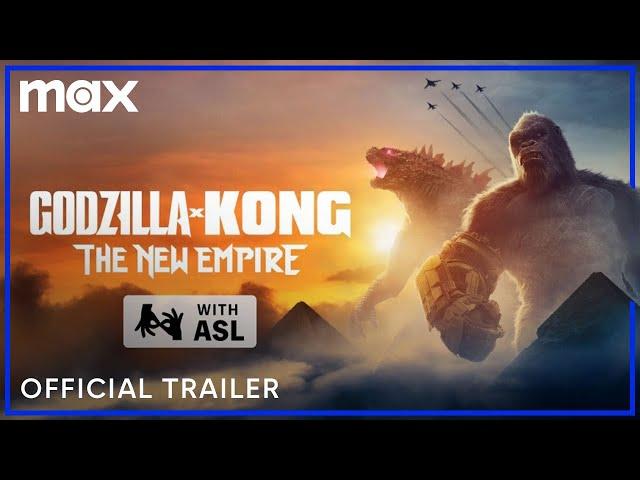 max
GODZILLA x KONG
THE NEW EMPIRE
WITH
ASL
OFFICIAL TRAILER